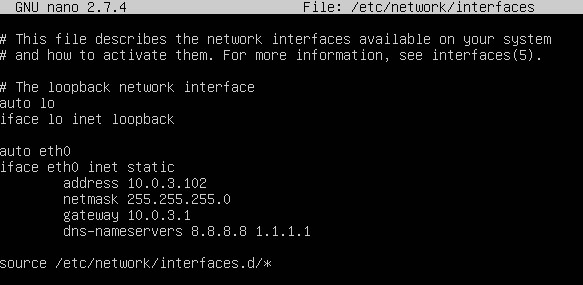 GNU nano 2.7.4 File: /etc/network/interfaces
# This file describes the network interfaces available on your system
# and how to activate them. For more information, see interfaces(5).
# The loopback network interface
auto lo
iface lo inet loopback
auto eth0
iface eth0 inet static
address 10.0.3.102
netmask 255.255.255.0
gateway 10.0.3.1
dns-nameservers 8.8.8.8 1.1.1.1
source /etc/network/interfaces.d/*